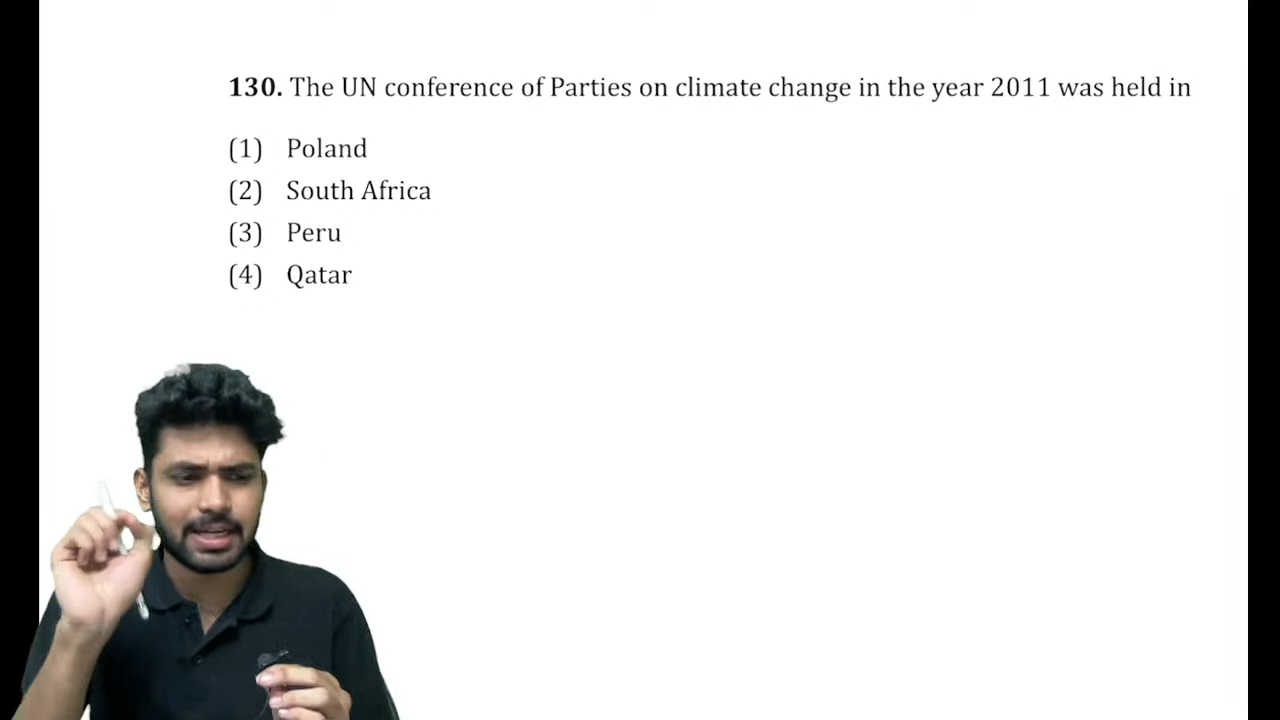 130. The UN conference of Parties on climate change in the year 2011 was held in
(1) Poland
(2) South Africa
(3) Peru
(4) Qatar